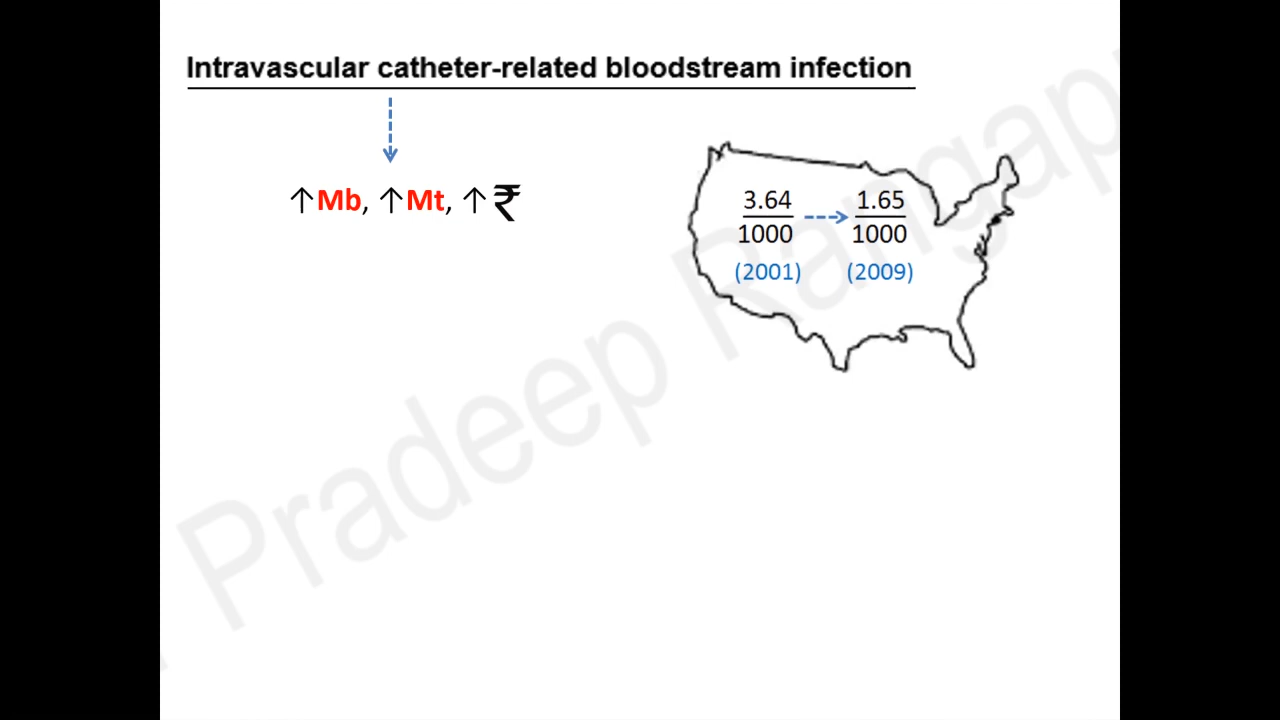 Intravascular catheter-related bloodstream infection
↑Mb, ↑Mt, ↑₹
3.64 1.65
1000 1000
(2001) (2009)
Pradeep Rangap